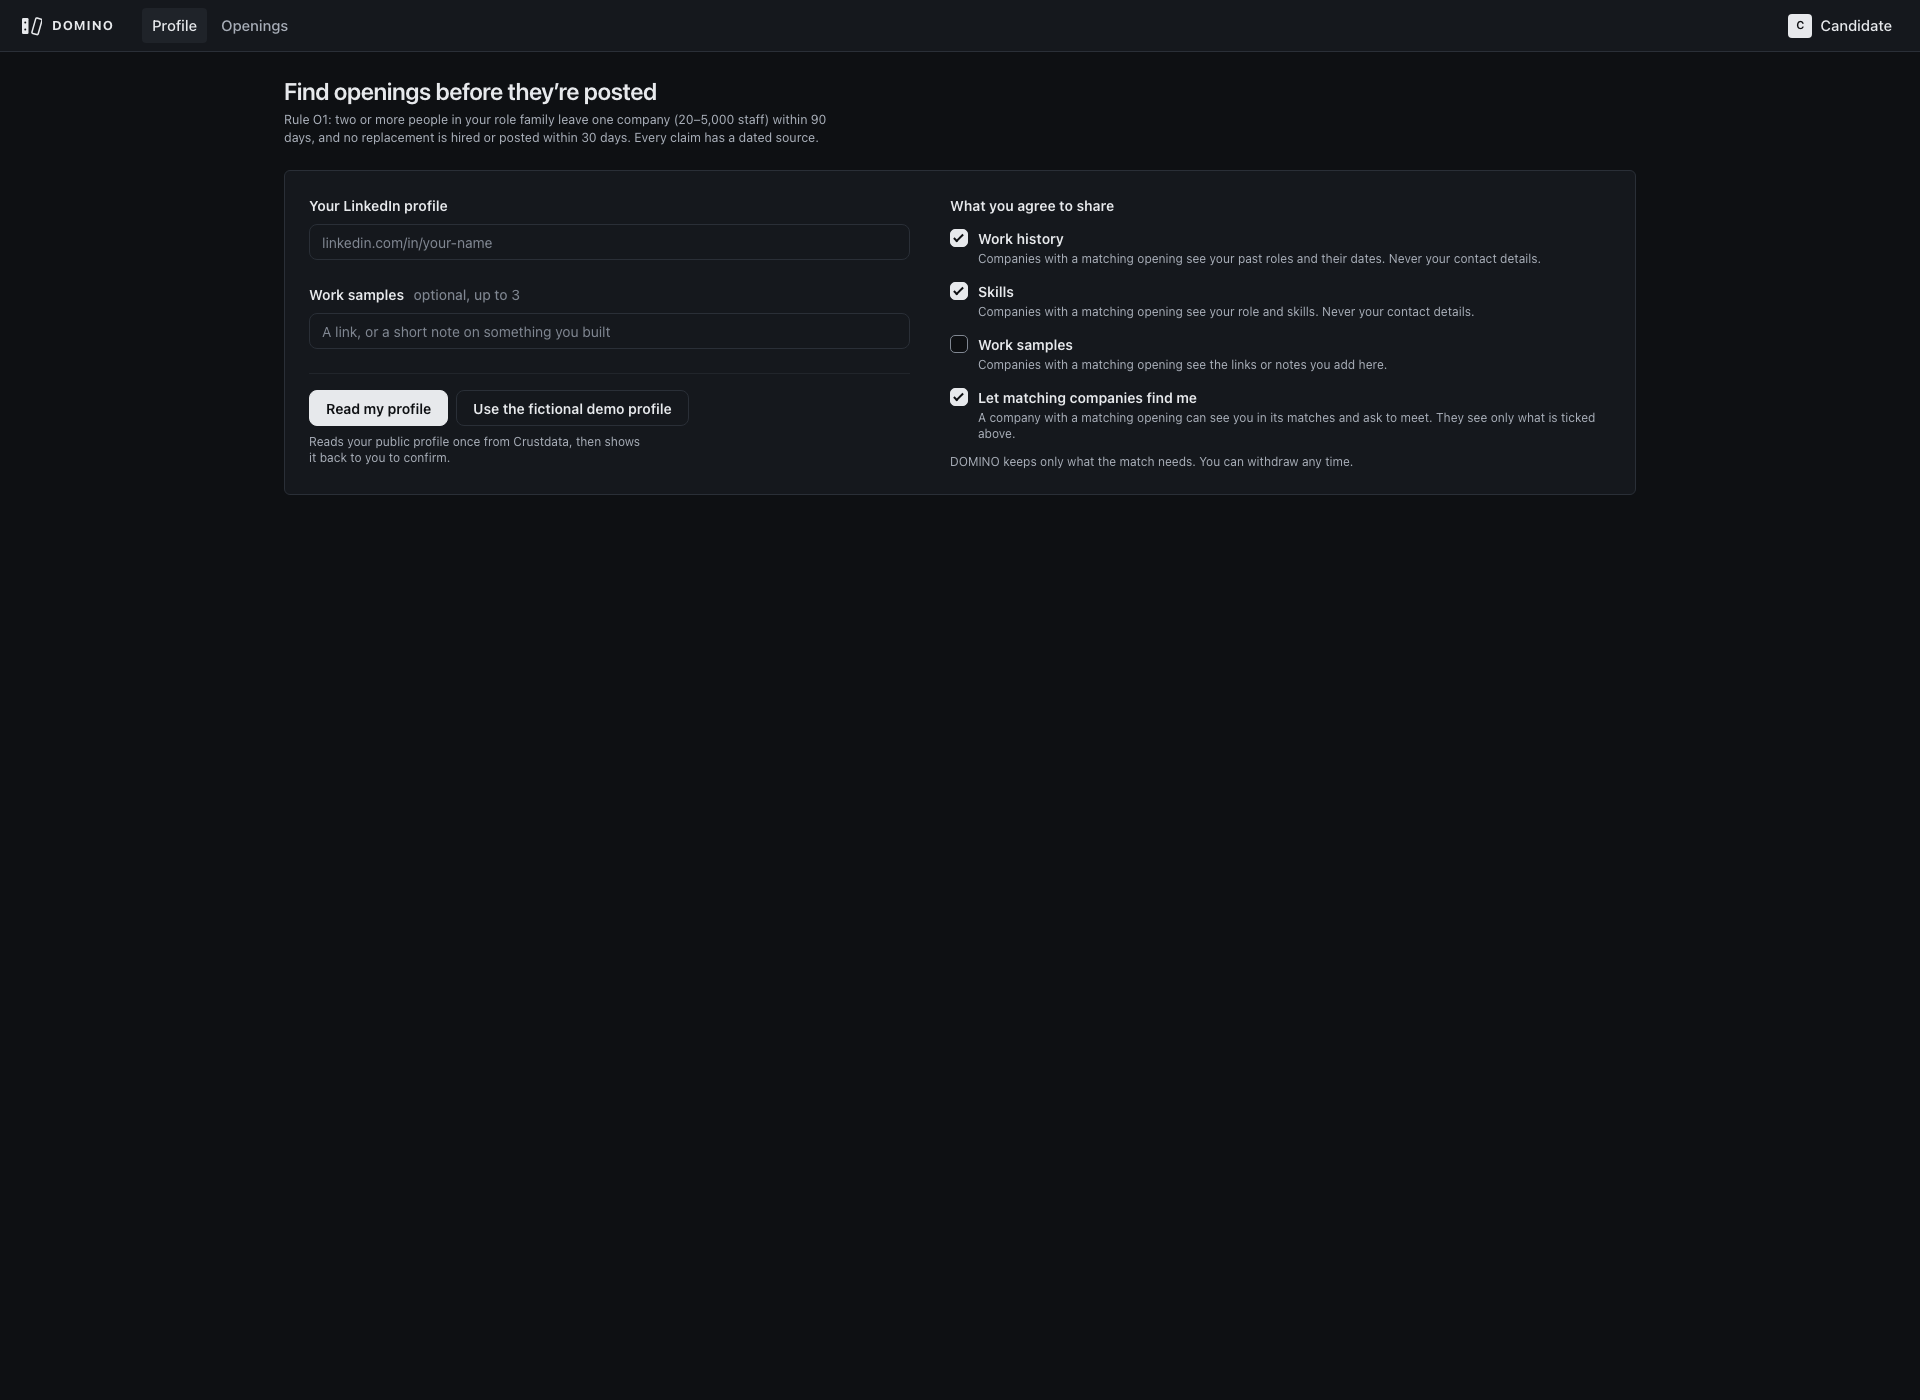 DOMINO
Profile
Openings
C
Candidate
Find openings before they’re posted
Rule O1: two or more people in your role family leave one company (20–5,000 staff) within 90
days, and no replacement is hired or posted within 30 days. Every claim has a dated source.
Your LinkedIn profile
linkedin.com/in/your-name
Work samples optional, up to 3
A link, or a short note on something you built
Read my profile
Use the fictional demo profile
Reads your public profile once from Crustdata, then shows
it back to you to confirm.
What you agree to share
Work history
Companies with a matching opening see your past roles and their dates. Never your contact details.
Skills
Companies with a matching opening see your role and skills. Never your contact details.
Work samples
Companies with a matching opening see the links or notes you add here.
Let matching companies find me
A company with a matching opening can see you in its matches and ask to meet. They see only what is ticked
above.
DOMINO keeps only what the match needs. You can withdraw any time.